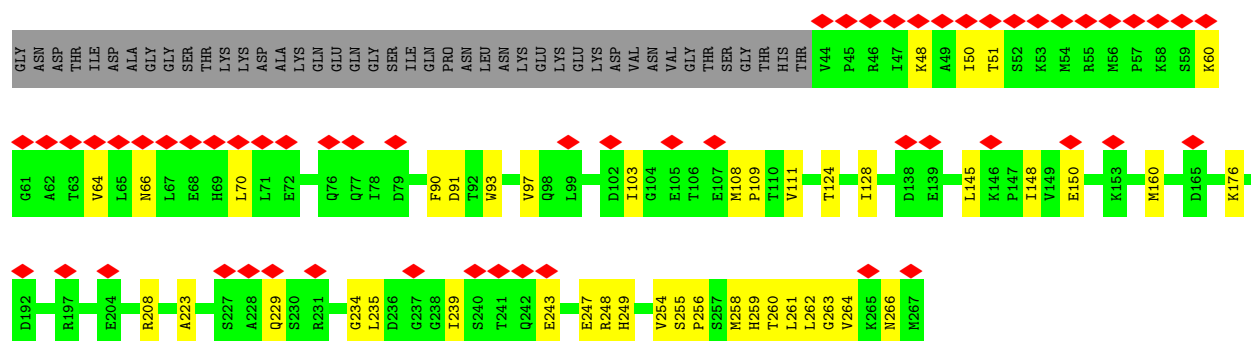 GLY ASN ASP THR ILE ASP ALA GLY GLY SER THR LYS LYS ASP ALA LYS GLN GLU GLN GLY SER ILE GLN PRO ASN LEU ASN LYS GLU LYS GLU LYS ASP VAL ASN VAL GLY THR SER GLY THR HIS THR V44 P45 R46 I47 K48 A49 I50 T51 S52 K53 M54 R55 M56 P57 K58 S59 K60
G61 A62 T63 V64 L65 N66 L67 E68 H69 L70 L71 E72 Q76 Q77 I78 D79 F90 D91 T92 W93 V97 Q98 L99 D102 I103 G104 E105 T106 E107 M108 P109 T110 V111 T124 I128 D138 E139 L145 K146 P147 I148 V149 E150 K153 M160 D165 K176
D192 R197 E204 R208 A223 S227 A228 Q229 S230 R231 G234 L235 D236 G237 G238 I239 S240 T241 Q242 E243 E247 R248 H249 V254 S255 P256 S257 M258 H259 T260 L261 L262 G263 V264 K265 N266 M267